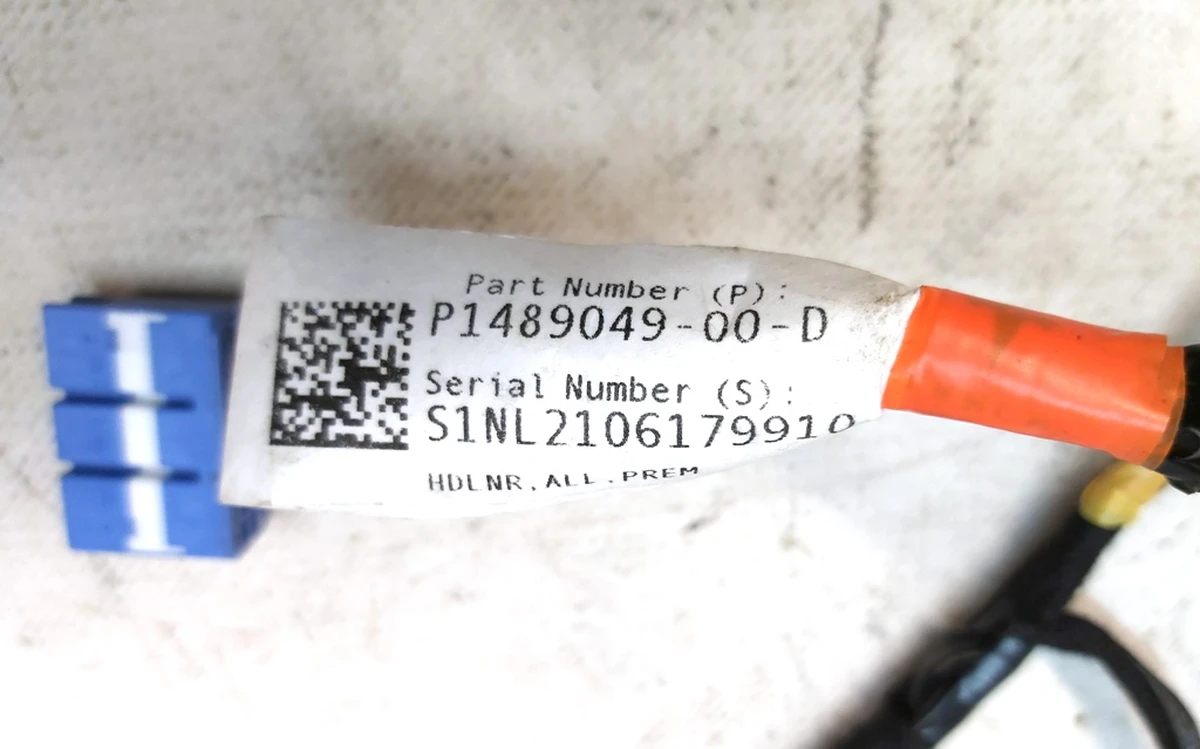 Part Number (P):
P1489049-00-D
Serial Number (S):
S1NL2106179910
HDLNR, ALL, PREM